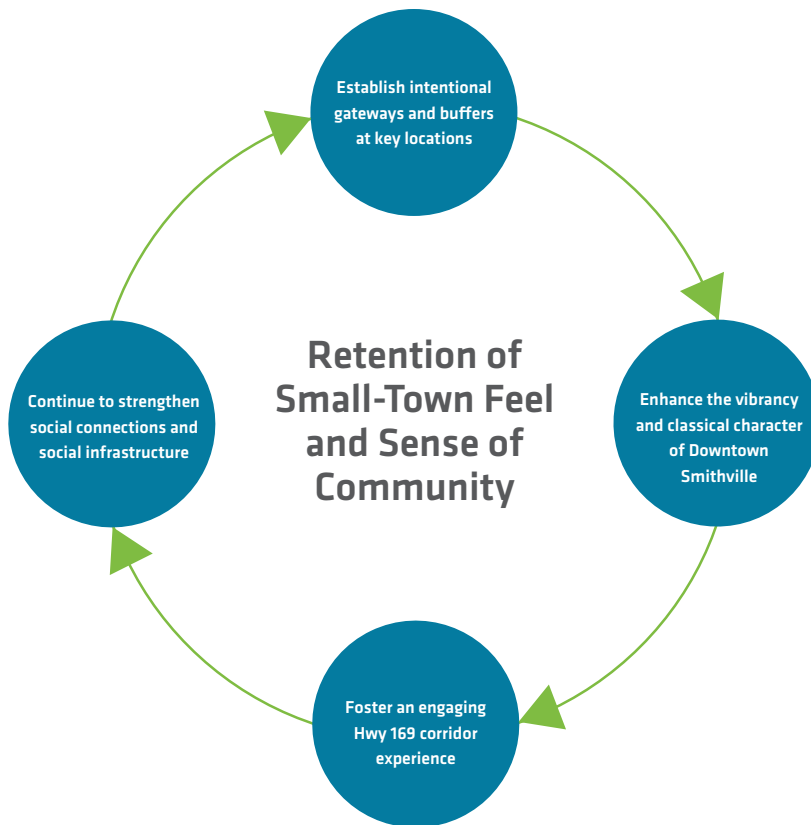 Establish intentional
gateways and buffers
at key locations
Retention of
Small-Town Feel
and Sense of
Community
Continue to strengthen
social connections and
social infrastructure
Enhance the vibrancy
and classical character
of Downtown
Smithville
Foster an engaging
Hwy 169 corridor
experience